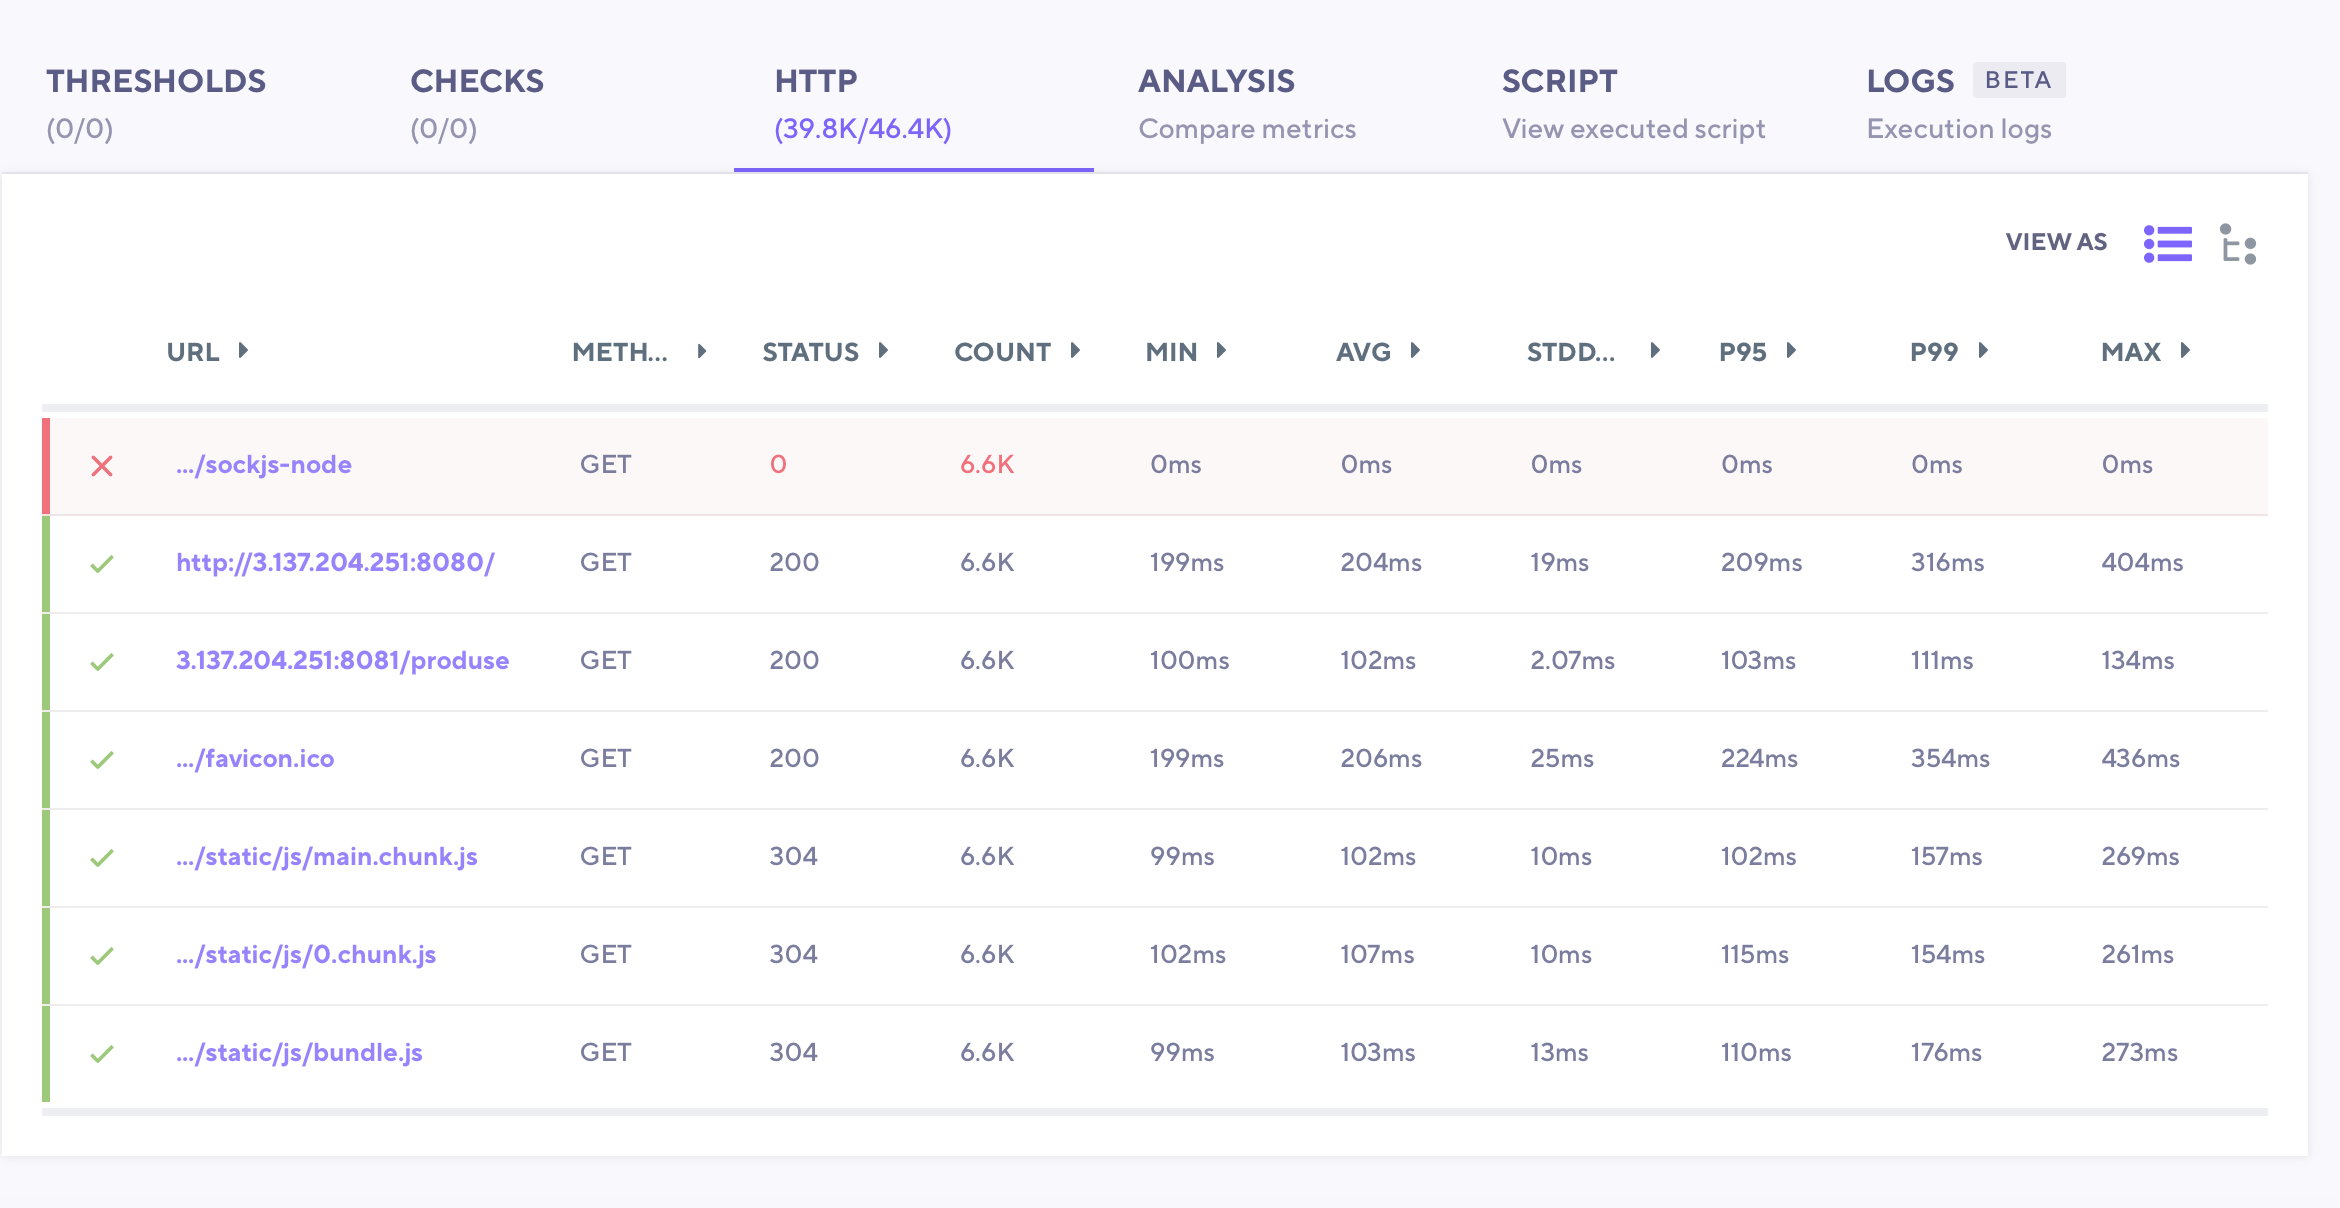 THRESHOLDS CHECKS HTTP ANALYSIS SCRIPT LOGS BETA
(0/0) (0/0) (39.8K/46.4K) Compare metrics View executed script Execution logs
VIEW AS
URL METH... STATUS COUNT MIN AVG STDD... P95 P99 MAX
.../sockjs-node GET 0 6.6K 0ms 0ms 0ms 0ms 0ms 0ms
http://3.137.204.251:8080/ GET 200 6.6K 199ms 204ms 19ms 209ms 316ms 404ms
3.137.204.251:8081/produse GET 200 6.6K 100ms 102ms 2.07ms 103ms 111ms 134ms
.../favicon.ico GET 200 6.6K 199ms 206ms 25ms 224ms 354ms 436ms
.../static/js/main.chunk.js GET 304 6.6K 99ms 102ms 10ms 102ms 157ms 269ms
.../static/js/0.chunk.js GET 304 6.6K 102ms 107ms 10ms 115ms 154ms 261ms
.../static/js/bundle.js GET 304 6.6K 99ms 103ms 13ms 110ms 176ms 273ms